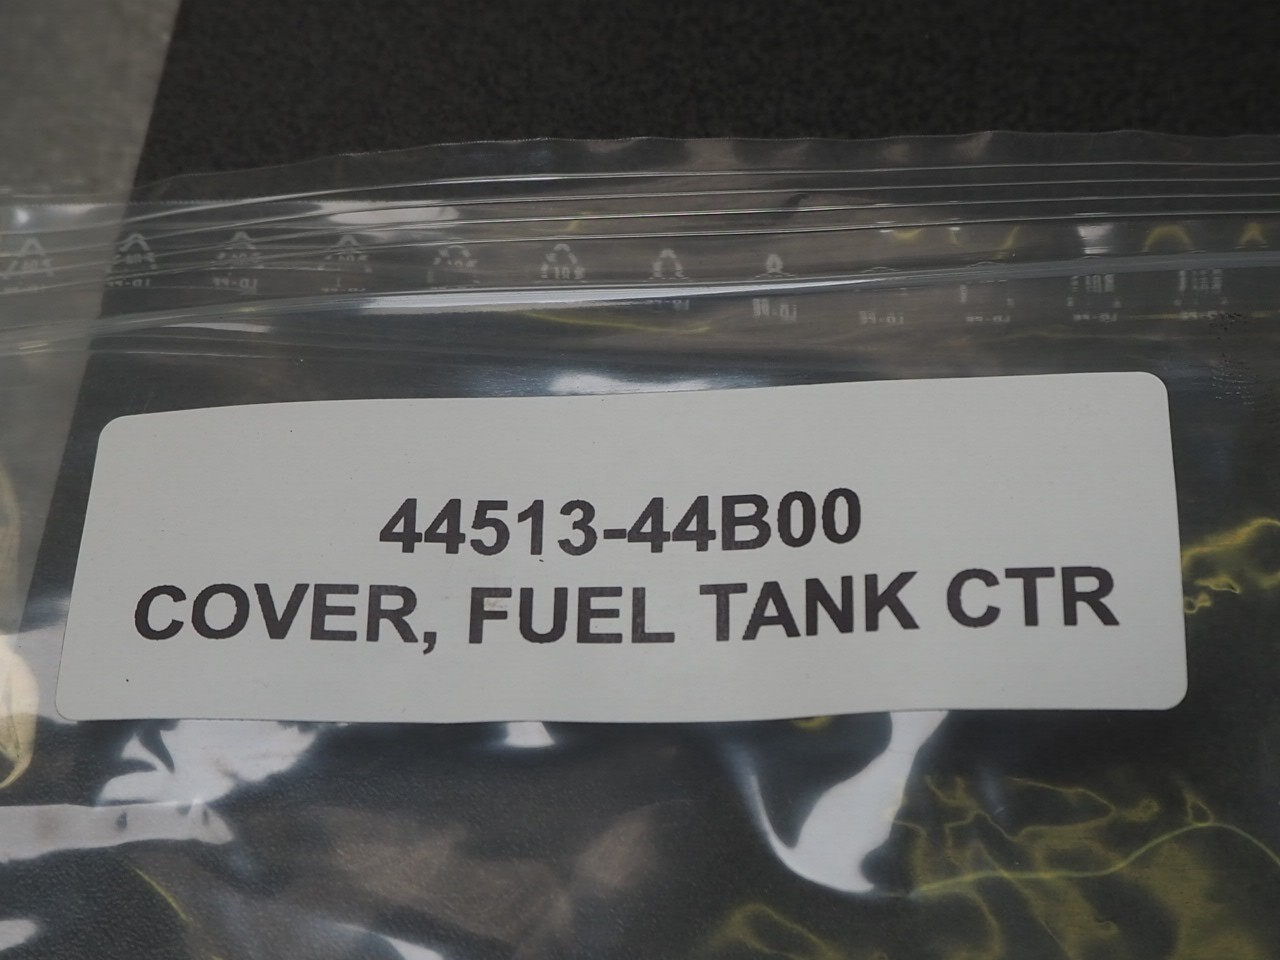 44513-44B00
COVER, FUEL TANK CTR